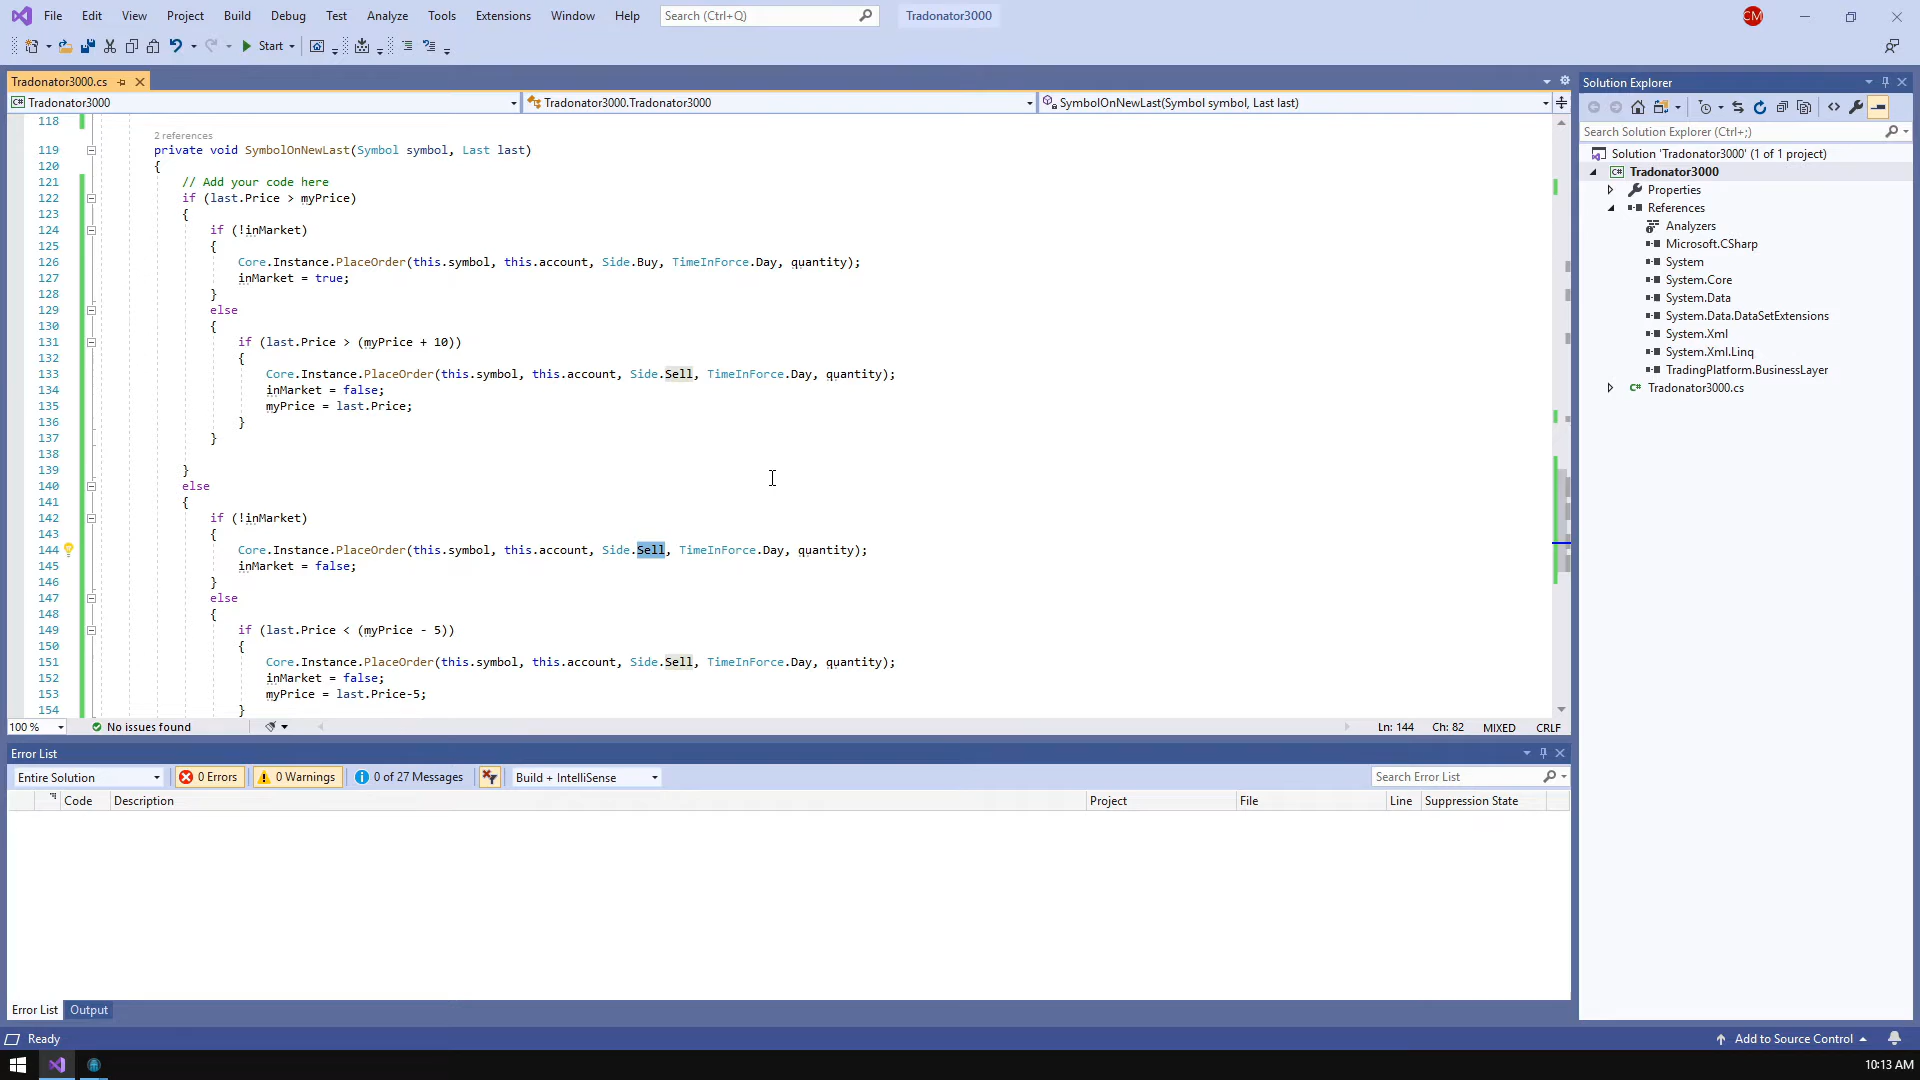 File Edit View Project Build Debug Test Analyze Tools Extensions Window Help Search (Ctrl+Q) Tradonator3000 CM
Start
Tradonator3000.cs
Tradonator3000 Tradonator3000.Tradonator3000 SymbolOnNewLast(Symbol symbol, Last last)
118
2 references
119 private void SymbolOnNewLast(Symbol symbol, Last last)
120 {
121 // Add your code here
122 if (last.Price > myPrice)
123 {
124 if (!inMarket)
125 {
126 Core.Instance.PlaceOrder(this.symbol, this.account, Side.Buy, TimeInForce.Day, quantity);
127 inMarket = true;
128 }
129 else
130 {
131 if (last.Price > (myPrice + 10))
132 {
133 Core.Instance.PlaceOrder(this.symbol, this.account, Side.Sell, TimeInForce.Day, quantity);
134 inMarket = false;
135 myPrice = last.Price;
136 }
137 }
138
139 }
140 else
141 {
142 if (!inMarket)
143 {
144 Core.Instance.PlaceOrder(this.symbol, this.account, Side.Sell, TimeInForce.Day, quantity);
145 inMarket = false;
146 }
147 else
148 {
149 if (last.Price < (myPrice - 5))
150 {
151 Core.Instance.PlaceOrder(this.symbol, this.account, Side.Sell, TimeInForce.Day, quantity);
152 inMarket = false;
153 myPrice = last.Price-5;
154 }
100 % No issues found Ln: 144 Ch: 82 MIXED CRLF
Error List
Entire Solution 0 Errors 0 Warnings 0 of 27 Messages Build + IntelliSense Search Error List
Code Description Project File Line Suppression State
Error List Output
Solution Explorer
Search Solution Explorer (Ctrl+;)
Solution 'Tradonator3000' (1 of 1 project)
C# Tradonator3000
Properties
References
Analyzers
Microsoft.CSharp
System
System.Core
System.Data
System.Data.DataSetExtensions
System.Xml
System.Xml.Linq
TradingPlatform.BusinessLayer
C# Tradonator3000.cs
Ready Add to Source Control
10:13 AM